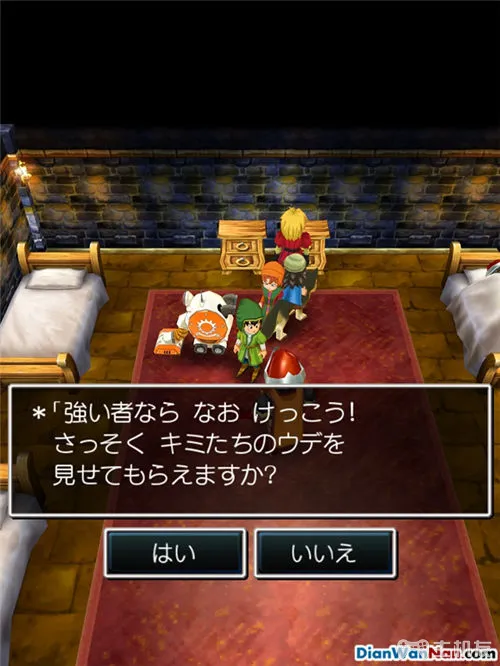 ＊「強い者なら なお けっこう！
さっそく キミたちのウデを
見せてもらえますか？
はい
いいえ
DianWanNan.com